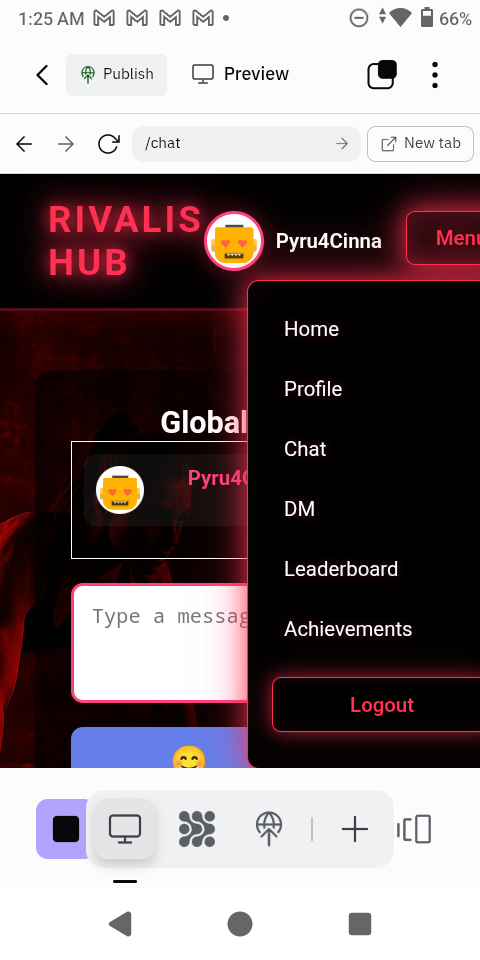 1:25 AM
66%
Publish
Preview
/chat
New tab
RIVALIS
HUB
Pyru4Cinna
Menu
Home
Profile
Chat
DM
Leaderboard
Achievements
Logout
Global
Pyru4C
Type a messag